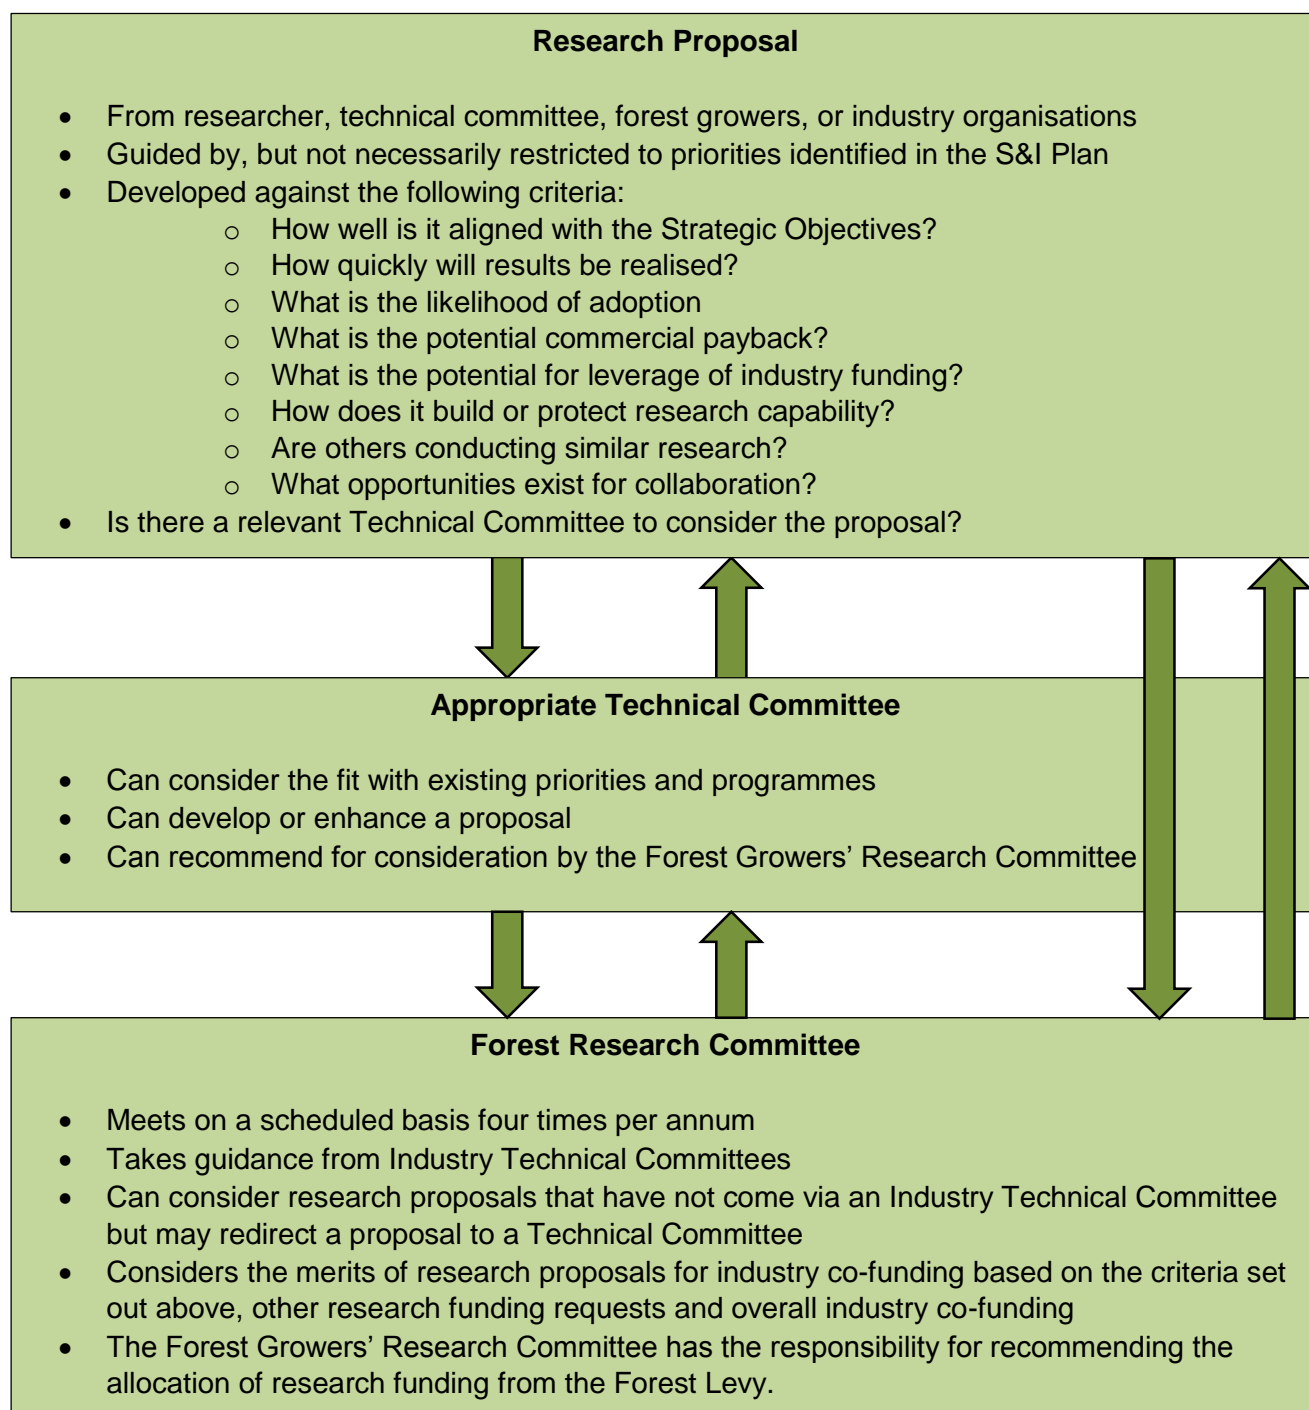 Research Proposal
• From researcher, technical committee, forest growers, or industry organisations
• Guided by, but not necessarily restricted to priorities identified in the S&I Plan
• Developed against the following criteria:
o How well is it aligned with the Strategic Objectives?
o How quickly will results be realised?
o What is the likelihood of adoption
o What is the potential commercial payback?
o What is the potential for leverage of industry funding?
o How does it build or protect research capability?
o Are others conducting similar research?
o What opportunities exist for collaboration?
• Is there a relevant Technical Committee to consider the proposal?
Appropriate Technical Committee
• Can consider the fit with existing priorities and programmes
• Can develop or enhance a proposal
• Can recommend for consideration by the Forest Growers’ Research Committee
Forest Research Committee
• Meets on a scheduled basis four times per annum
• Takes guidance from Industry Technical Committees
• Can consider research proposals that have not come via an Industry Technical Committee
but may redirect a proposal to a Technical Committee
• Considers the merits of research proposals for industry co-funding based on the criteria set
out above, other research funding requests and overall industry co-funding
• The Forest Growers’ Research Committee has the responsibility for recommending the
allocation of research funding from the Forest Levy.